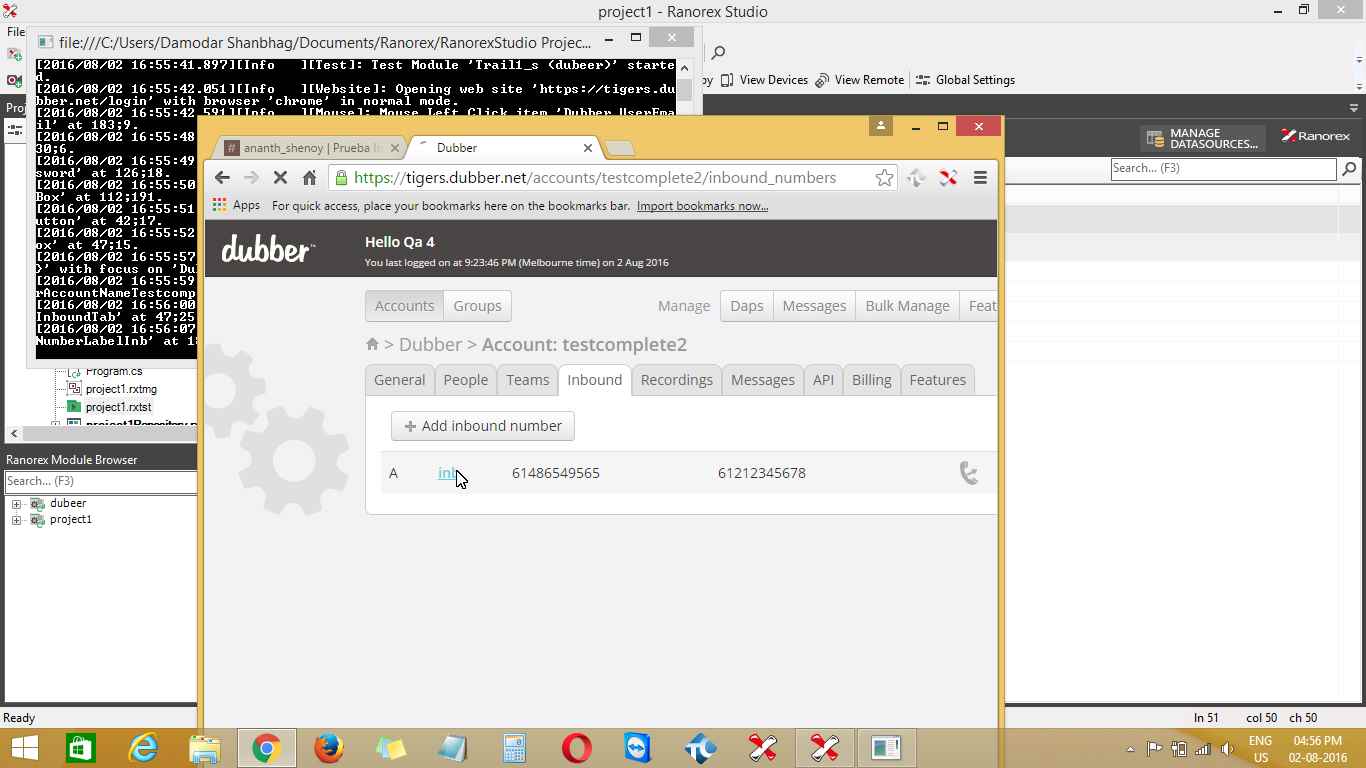 project1 - Ranorex Studio
File
file:///C:/Users/Damodar Shanbhag/Documents/Ranorex/RanorexStudio Projec...
[2016/08/02 16:55:41.897][Info ][Test]: Test Module 'Trail1_s (dubeer)' starte
d.
[2016/08/02 16:55:42.051][Info ][Website]: Opening web site 'https://tigers.du
bber.net/login' with browser 'chrome' in normal mode.
[2016/08/02 16:55:42.591][Info ][Mouse]: Mouse Left Click item 'Dubber.UserEma
il' at 183;9.
[2016/08/02 16:55:48
30;6.
[2016/08/02 16:55:49
sword' at 126;18.
[2016/08/02 16:55:50
Box' at 112;191.
[2016/08/02 16:55:51
utton' at 42;17.
[2016/08/02 16:55:52
ox' at 47;15.
[2016/08/02 16:55:57
}' with focus on 'Du
[2016/08/02 16:55:59
rAccountNameTestcomp
[2016/08/02 16:56:00
InboundTab' at 47;25
[2016/08/02 16:56:07
NumberLabelInb' at 1
by View Devices View Remote Global Settings
Proj
MANAGE
DATASOURCES...
Ranorex
Search... (F3)
# ananth_shenoy | Prueba In
Dubber
https://tigers.dubber.net/accounts/testcomplete2/inbound_numbers
Apps For quick access, place your bookmarks here on the bookmarks bar. Import bookmarks now...
dubber™
Hello Qa 4
You last logged on at 9:23:46 PM (Melbourne time) on 2 Aug 2016
Accounts Groups Manage Daps Messages Bulk Manage Feat
> Dubber > Account: testcomplete2
General People Teams Inbound Recordings Messages API Billing Features
+ Add inbound number
A inb 61486549565 61212345678
Program.cs
project1.rxtmg
project1.rxtst
project1Repository.r
Ranorex Module Browser
Search... (F3)
dubeer
project1
Ready
ln 51 col 50 ch 50
ENG
US
04:56 PM
02-08-2016